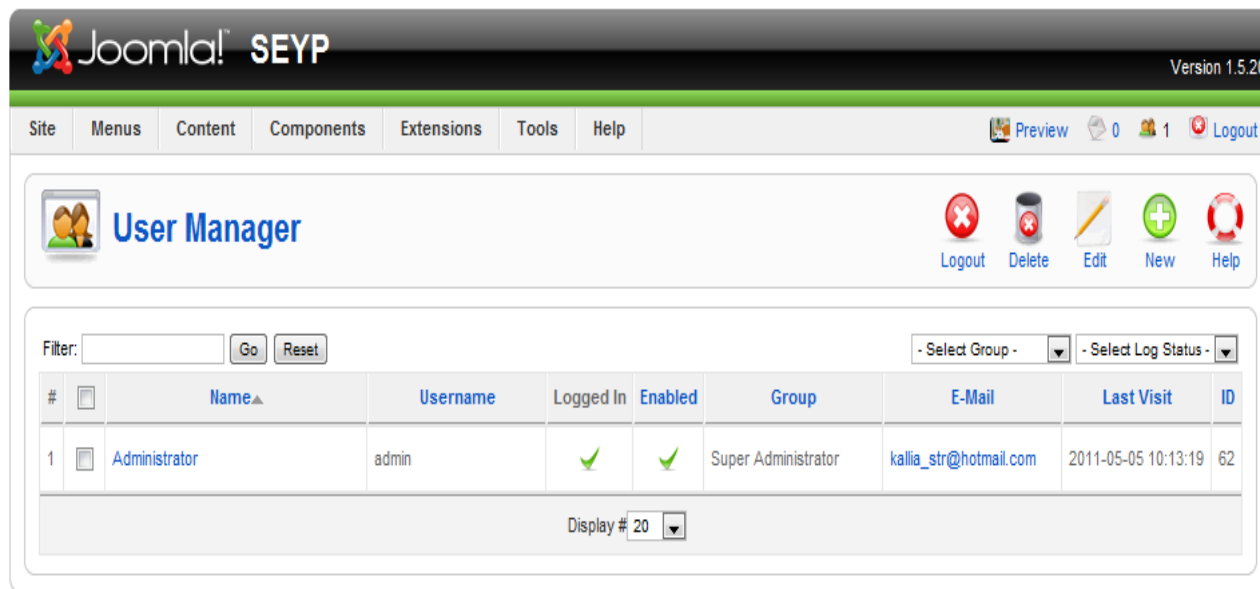 Joomla!™ SEYP
Version 1.5.20
Site Menus Content Components Extensions Tools Help Preview 0 1 Logout
User Manager
Logout Delete Edit New Help
Filter: Go Reset - Select Group - - Select Log Status -
# Name Username Logged In Enabled Group E-Mail Last Visit ID
1 Administrator admin Super Administrator kallia_str@hotmail.com 2011-05-05 10:13:19 62
Display # 20